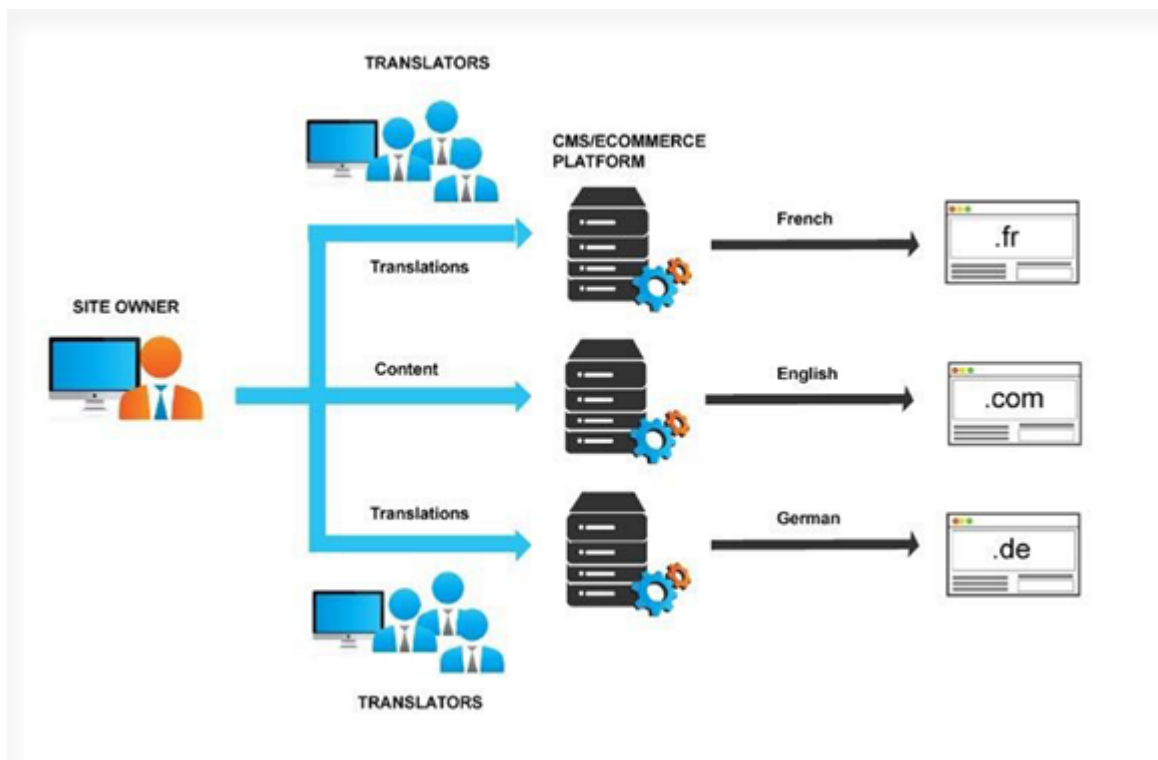 TRANSLATORS
CMS/ECOMMERCE
PLATFORM
French
.fr
Translations
SITE OWNER
Content
English
.com
Translations
German
.de
TRANSLATORS